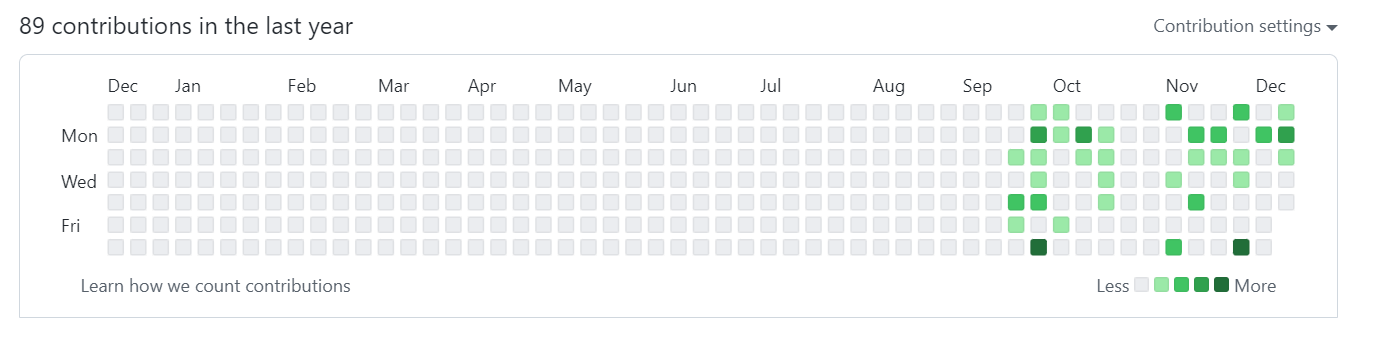 89 contributions in the last year
Contribution settings
Dec Jan Feb Mar Apr May Jun Jul Aug Sep Oct Nov Dec
Mon
Wed
Fri
Learn how we count contributions
Less More